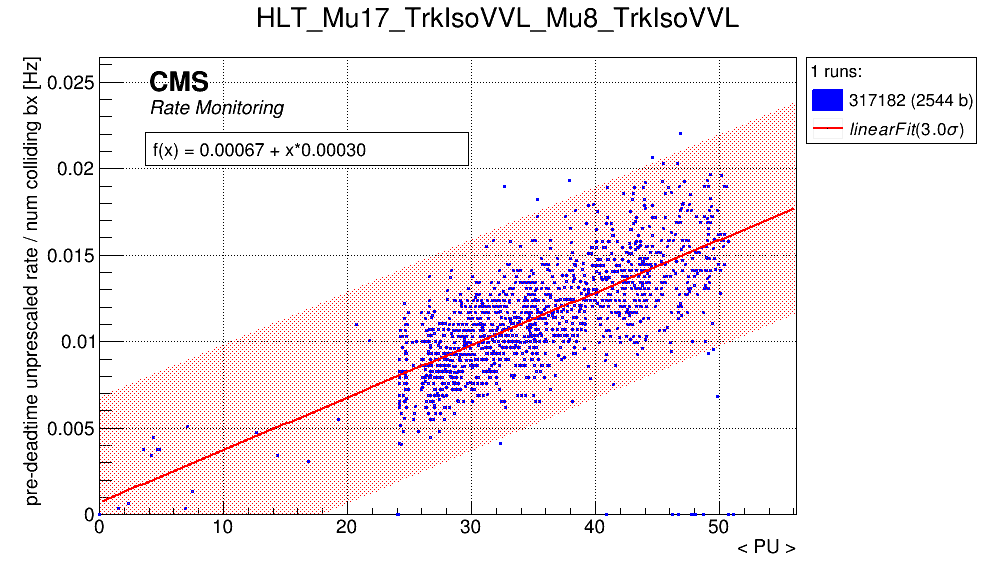 HLT_Mu17_TrkIsoVVL_Mu8_TrkIsoVVL
pre-deadtime unprescaled rate / num colliding bx [Hz]
CMS
Rate Monitoring
f(x) = 0.00067 + x*0.00030
1 runs:
317182 (2544 b)
linearFit(3.0σ)
0.025
0.02
0.015
0.01
0.005
0
0 10 20 30 40 50
< PU >